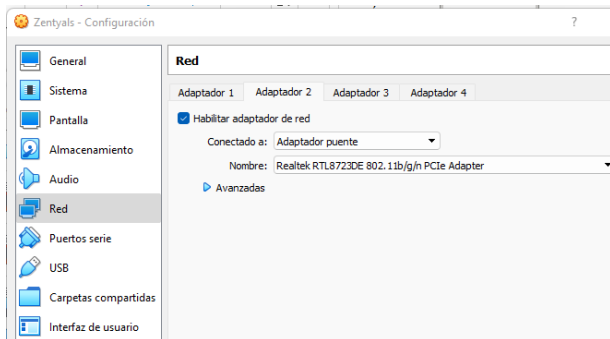 Zentyals - Configuración
?
General
Sistema
Pantalla
Almacenamiento
Audio
Red
Puertos serie
USB
Carpetas compartidas
Interfaz de usuario
Red
Adaptador 1 Adaptador 2 Adaptador 3 Adaptador 4
Habilitar adaptador de red
Conectado a: Adaptador puente
Nombre: Realtek RTL8723DE 802.11b/g/n PCIe Adapter
Avanzadas